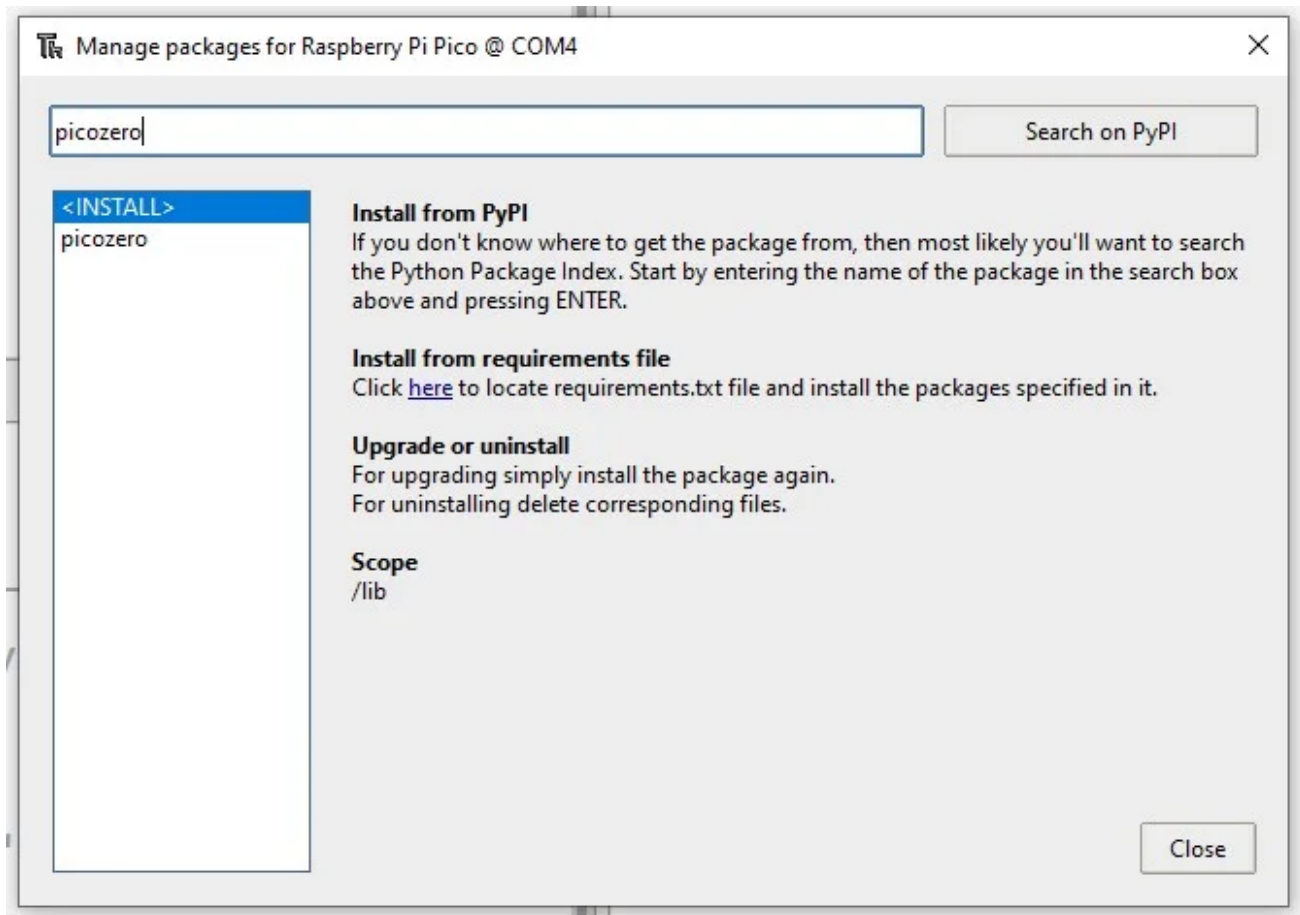 Manage packages for Raspberry Pi Pico @ COM4
picozero
Search on PyPI
<INSTALL>
picozero
Install from PyPI
If you don't know where to get the package from, then most likely you'll want to search
the Python Package Index. Start by entering the name of the package in the search box
above and pressing ENTER.
Install from requirements file
Click here to locate requirements.txt file and install the packages specified in it.
Upgrade or uninstall
For upgrading simply install the package again.
For uninstalling delete corresponding files.
Scope
/lib
Close